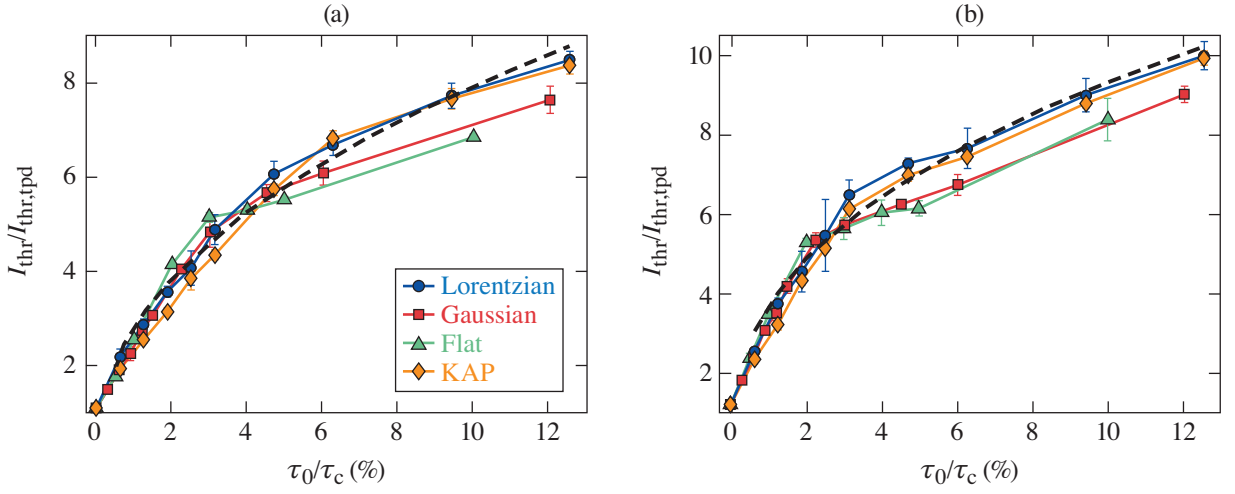 (a)
(b)
I_thr/I_thr,tpd
8
6
4
2
0 2 4 6 8 10 12
τ_0/τ_c (%)
Lorentzian
Gaussian
Flat
KAP
I_thr/I_thr,tpd
10
8
6
4
2
0 2 4 6 8 10 12
τ_0/τ_c (%)